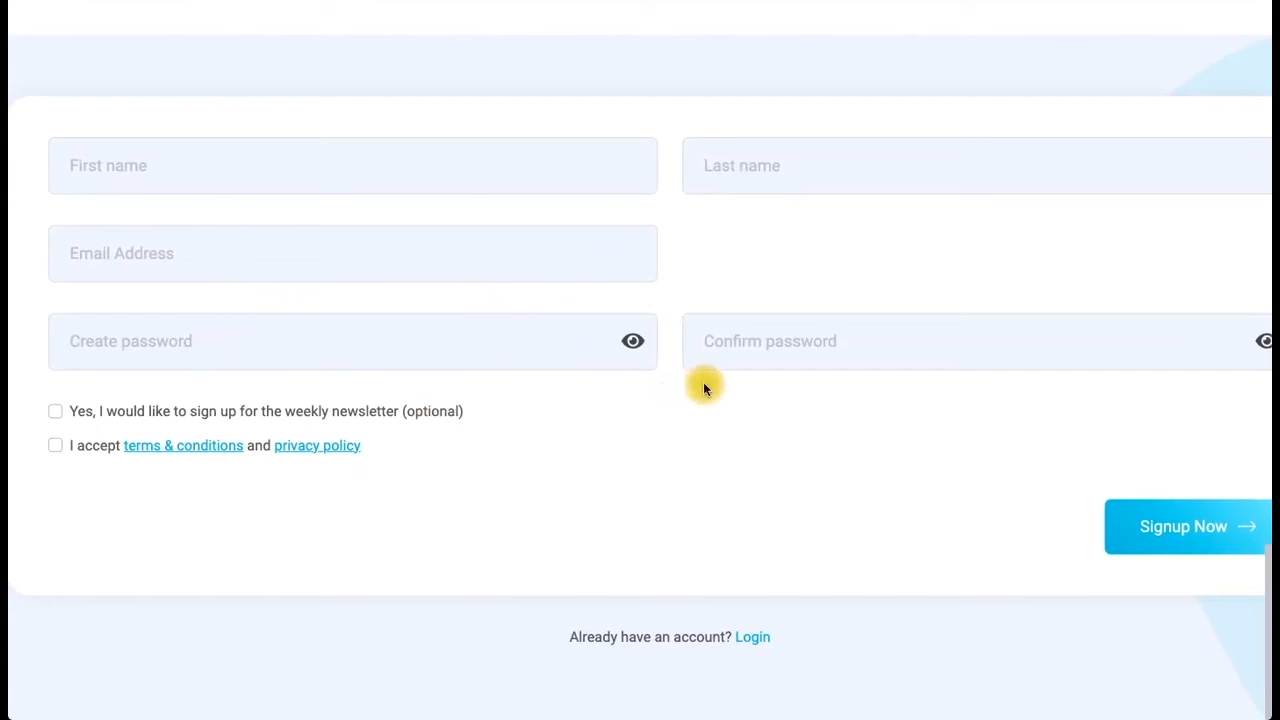 First name
Last name
Email Address
Create password
Confirm password
Yes, I would like to sign up for the weekly newsletter (optional)
I accept terms & conditions and privacy policy
Signup Now
Already have an account? Login